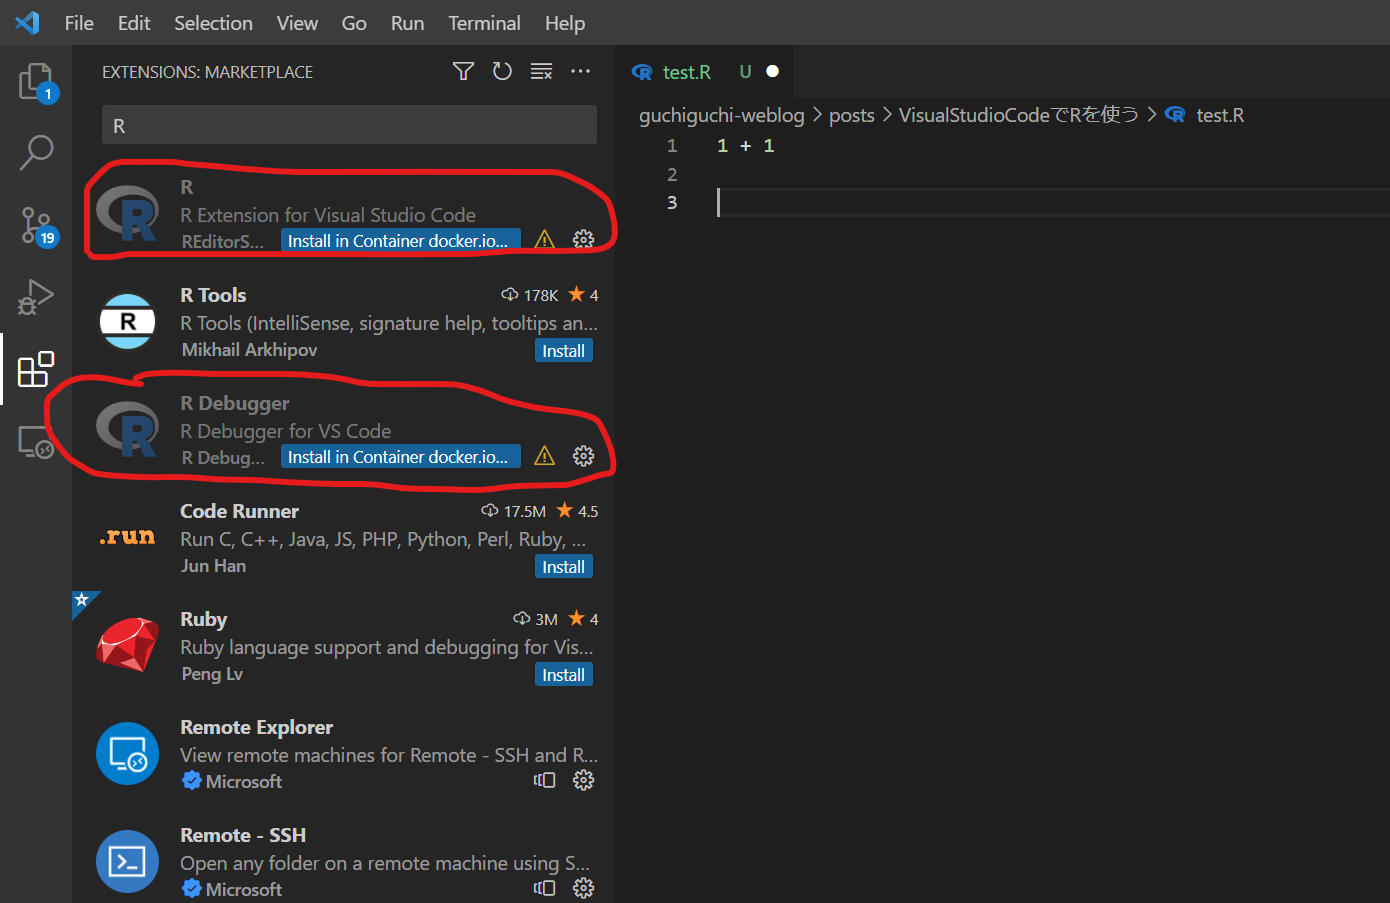 File Edit Selection View Go Run Terminal Help
EXTENSIONS: MARKETPLACE
R
R
R Extension for Visual Studio Code
REditorS... Install in Container docker.io...
R Tools 178K 4
R Tools (IntelliSense, signature help, tooltips an...
Mikhail Arkhipov Install
R Debugger
R Debugger for VS Code
R Debug... Install in Container docker.io...
Code Runner 17.5M 4.5
.run
Run C, C++, Java, JS, PHP, Python, Perl, Ruby, ...
Jun Han Install
Ruby 3M 4
Ruby language support and debugging for Vis...
Peng Lv Install
Remote Explorer
View remote machines for Remote - SSH and R...
Microsoft
Remote - SSH
Open any folder on a remote machine using S...
Microsoft
1
19
test.R U
guchiguchi-weblog > posts > VisualStudioCodeでRを使う > test.R
1 1 + 1
2
3